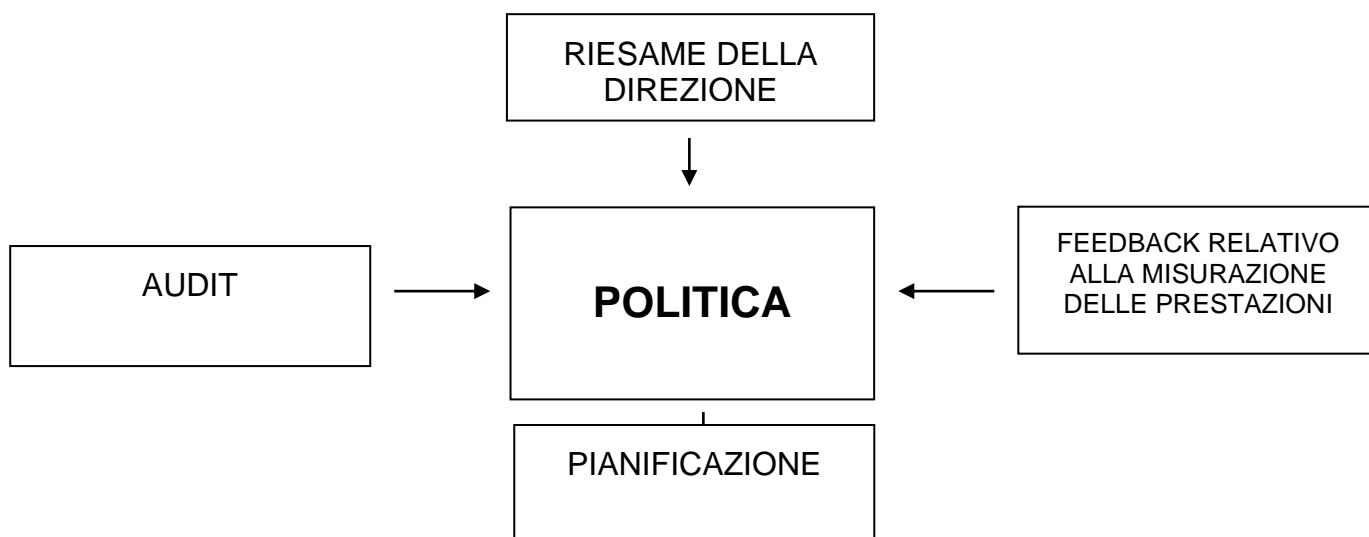 RIESAME DELLA
DIREZIONE
AUDIT
POLITICA
FEEDBACK RELATIVO
ALLA MISURAZIONE
DELLE PRESTAZIONI
PIANIFICAZIONE